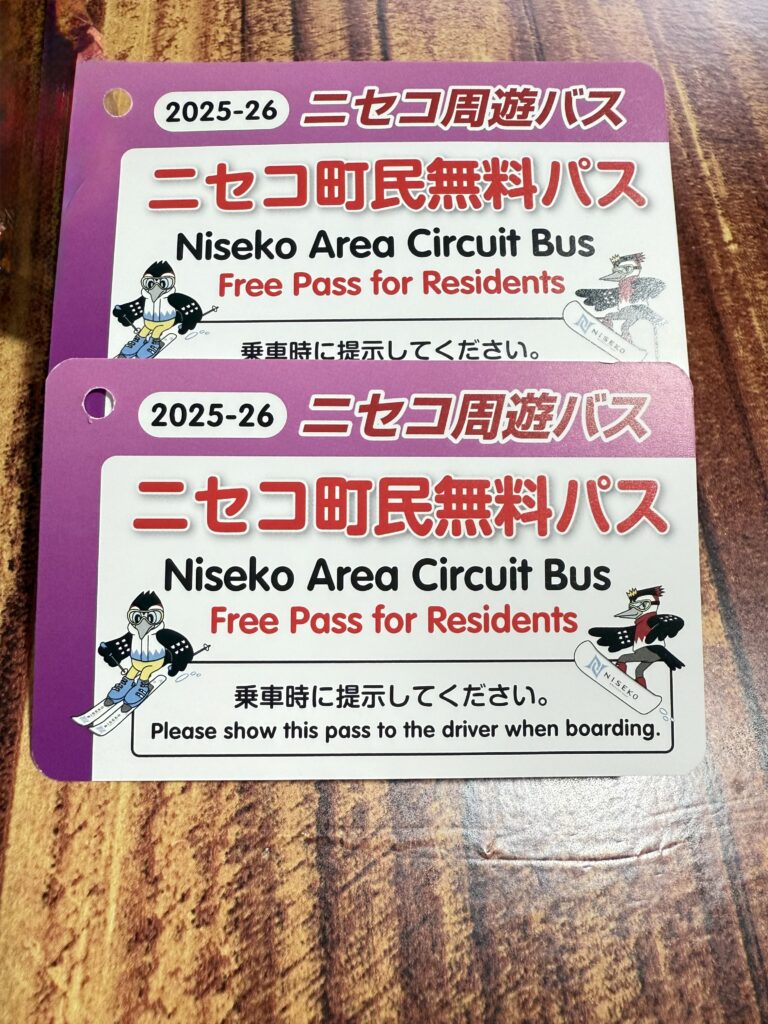 2025-26 ニセコ周遊バス
ニセコ町民無料パス
Niseko Area Circuit Bus
Free Pass for Residents
NISEKO
乗車時に提示してください。
2025-26 ニセコ周遊バス
ニセコ町民無料パス
Niseko Area Circuit Bus
Free Pass for Residents
NISEKO
乗車時に提示してください。
Please show this pass to the driver when boarding.